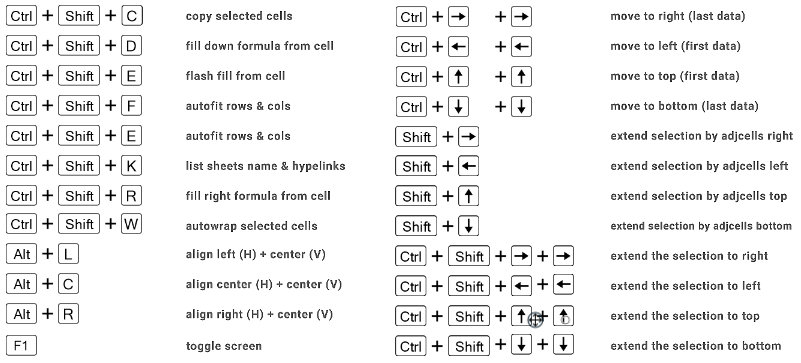 Ctrl + Shift + C copy selected cells
Ctrl + Shift + D fill down formula from cell
Ctrl + Shift + E flash fill from cell
Ctrl + Shift + F autofit rows & cols
Ctrl + Shift + E autofit rows & cols
Ctrl + Shift + K list sheets name & hypelinks
Ctrl + Shift + R fill right formula from cell
Ctrl + Shift + W autowrap selected cells
Alt + L align left (H) + center (V)
Alt + C align center (H) + center (V)
Alt + R align right (H) + center (V)
F1 toggle screen
Ctrl + → + → move to right (last data)
Ctrl + ← + ← move to left (first data)
Ctrl + ↑ + ↑ move to top (first data)
Ctrl + ↓ + ↓ move to bottom (last data)
Shift + → extend selection by adjcells right
Shift + ← extend selection by adjcells left
Shift + ↑ extend selection by adjcells top
Shift + ↓ extend selection by adjcells bottom
Ctrl + Shift + → + → extend the selection to right
Ctrl + Shift + ← + ← extend the selection to left
Ctrl + Shift + ↑ + ↑ extend the selection to top
Ctrl + Shift + ↓ + ↓ extend the selection to bottom